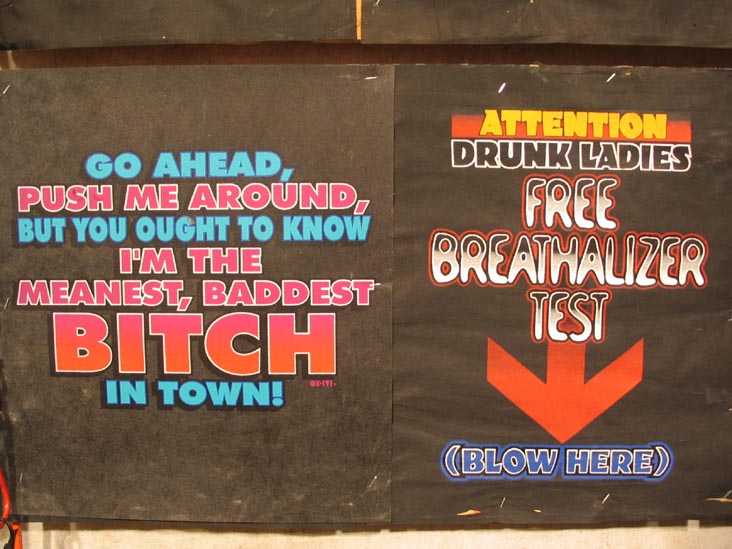 GO AHEAD,
PUSH ME AROUND,
BUT YOU OUGHT TO KNOW
I'M THE
MEANEST, BADDEST
BITCH
IN TOWN!
ATTENTION
DRUNK LADIES
FREE
BREATHALIZER
TEST
((BLOW HERE))